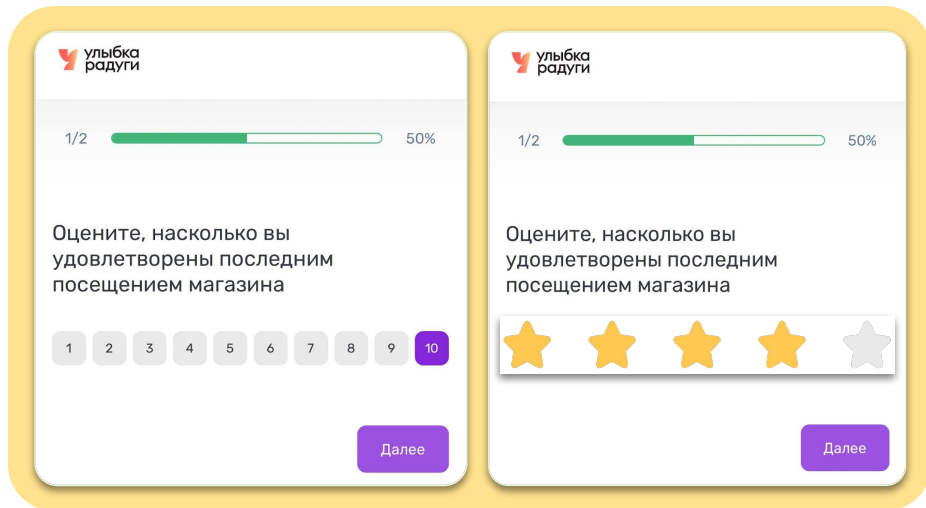 улыбка
радуги
1/2
50%
Оцените, насколько вы
удовлетворены последним
посещением магазина
1 2 3 4 5 6 7 8 9 10
Далее
улыбка
радуги
1/2
50%
Оцените, насколько вы
удовлетворены последним
посещением магазина
Далее